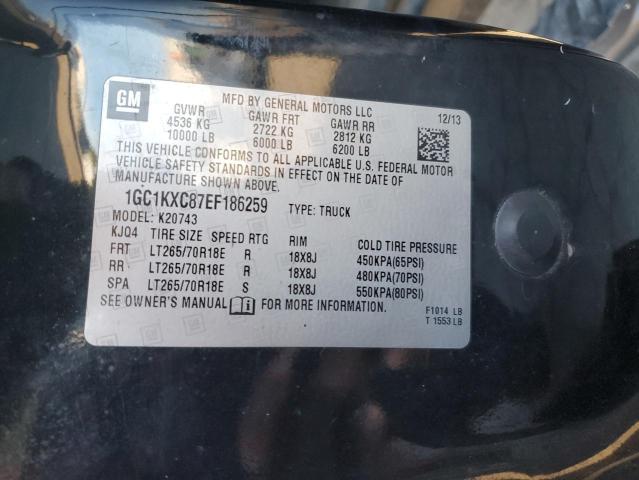 GM
MFD BY GENERAL MOTORS LLC
12/13
GVWR GAWR FRT GAWR RR
4536 KG 2722 KG 2812 KG
10000 LB 6000 LB 6200 LB
THIS VEHICLE CONFORMS TO ALL APPLICABLE U.S. FEDERAL MOTOR
VEHICLE SAFETY STANDARDS IN EFFECT ON THE DATE OF
MANUFACTURE SHOWN ABOVE.
1GC1KXC87EF186259 TYPE: TRUCK
MODEL: K20743
KJQ4 TIRE SIZE SPEED RTG RIM COLD TIRE PRESSURE
FRT LT265/70R18E R 18X8J 450KPA(65PSI)
RR LT265/70R18E R 18X8J 480KPA(70PSI)
SPA LT265/70R18E S 18X8J 550KPA(80PSI)
SEE OWNER'S MANUAL FOR MORE INFORMATION.
F1014 LB
T 1553 LB